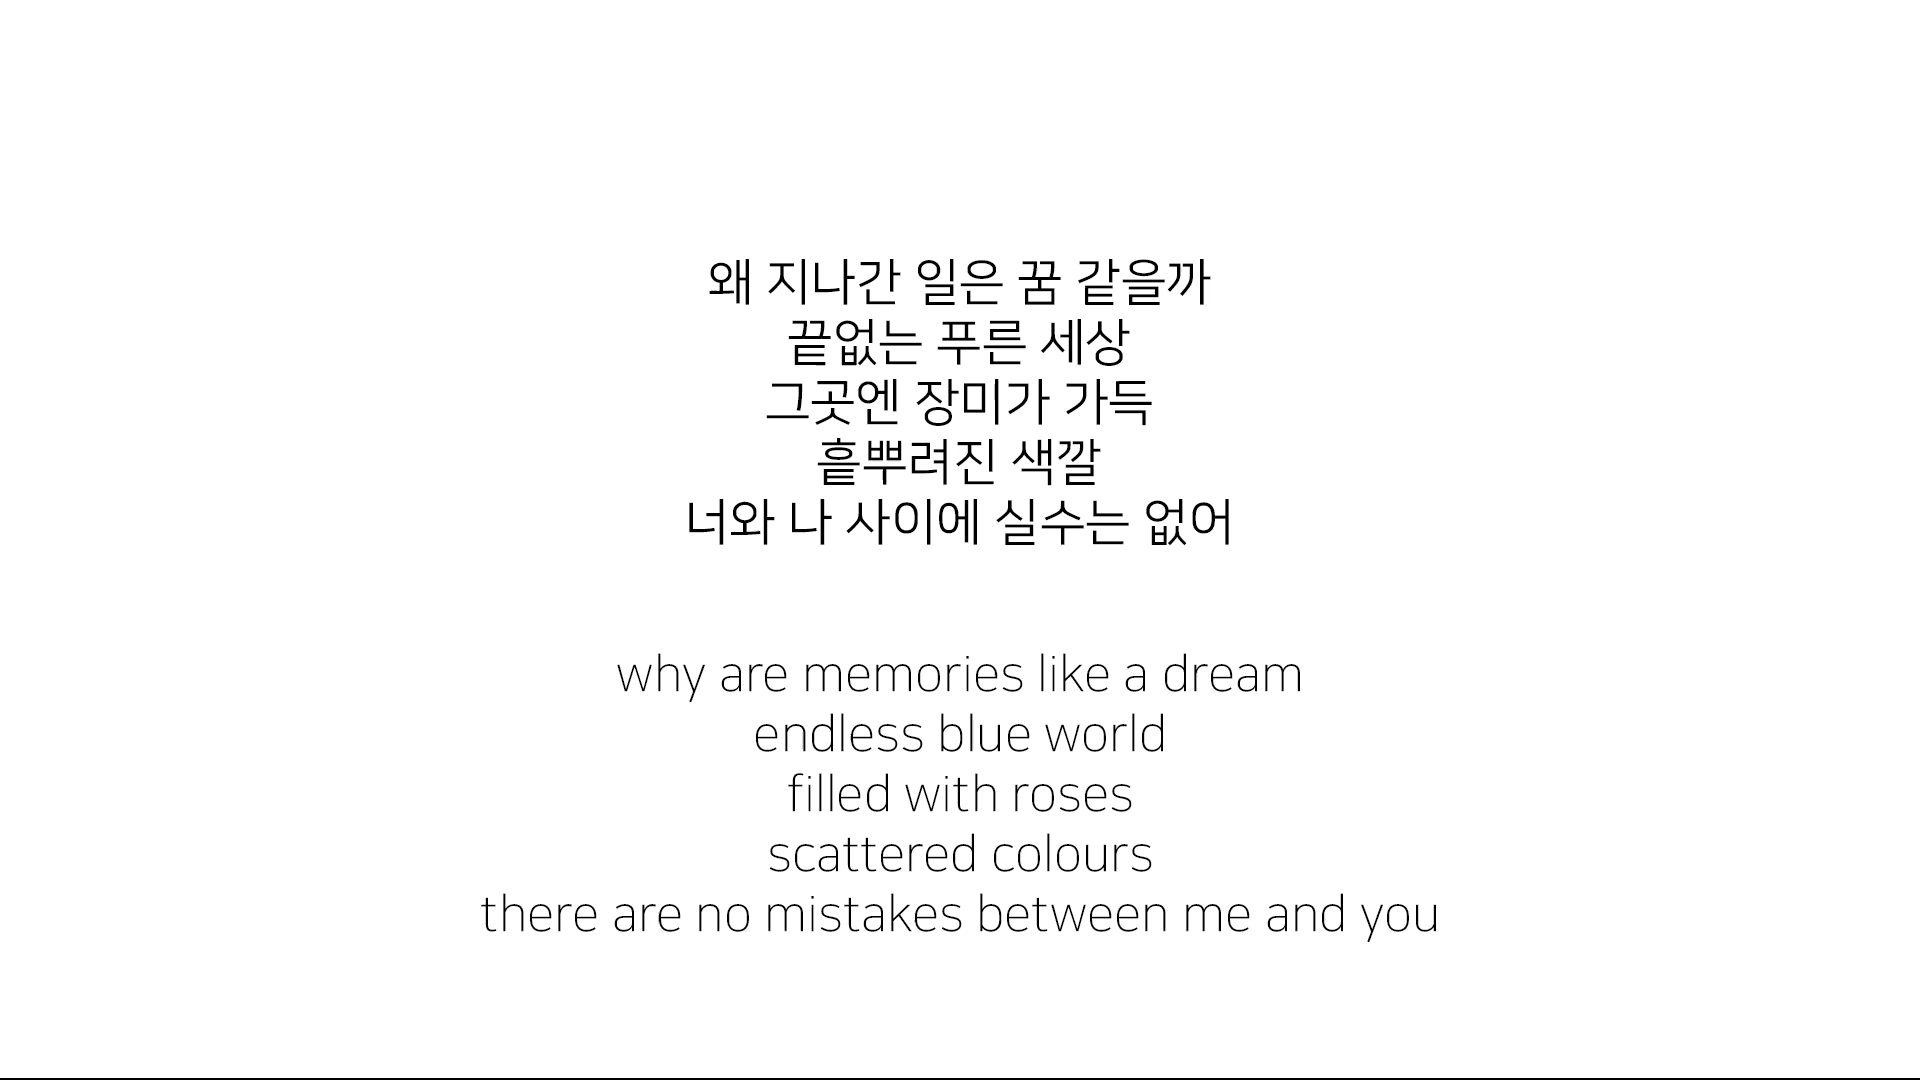 왜 지나간 일은 꿈 같을까
끝없는 푸른 세상
그곳엔 장미가 가득
흩뿌려진 색깔
너와 나 사이에 실수는 없어
why are memories like a dream
endless blue world
filled with roses
scattered colours
there are no mistakes between me and you